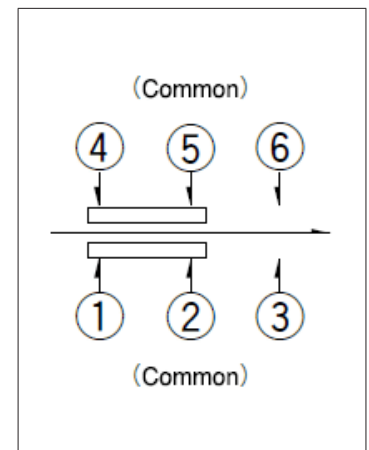 (Common)
④ ⑤ ⑥
① ② ③
(Common)